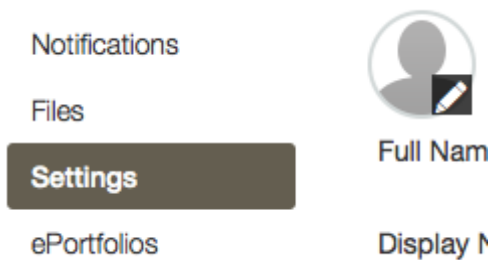 Notifications
Files
Settings
ePortfolios
Full Nam
Display